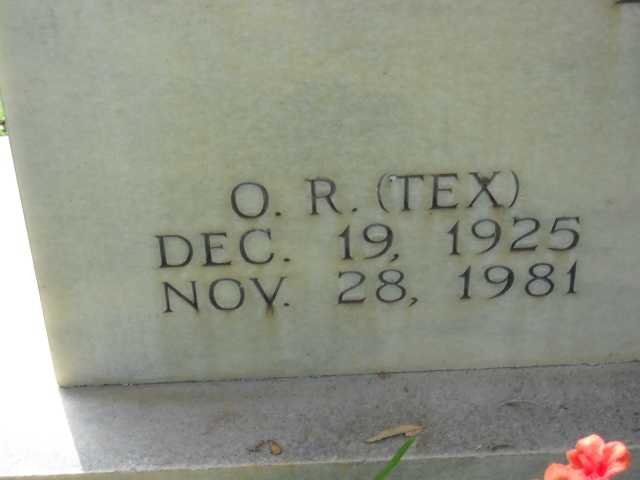 O. R. (TEX)
DEC. 19, 1925
NOV. 28, 1981